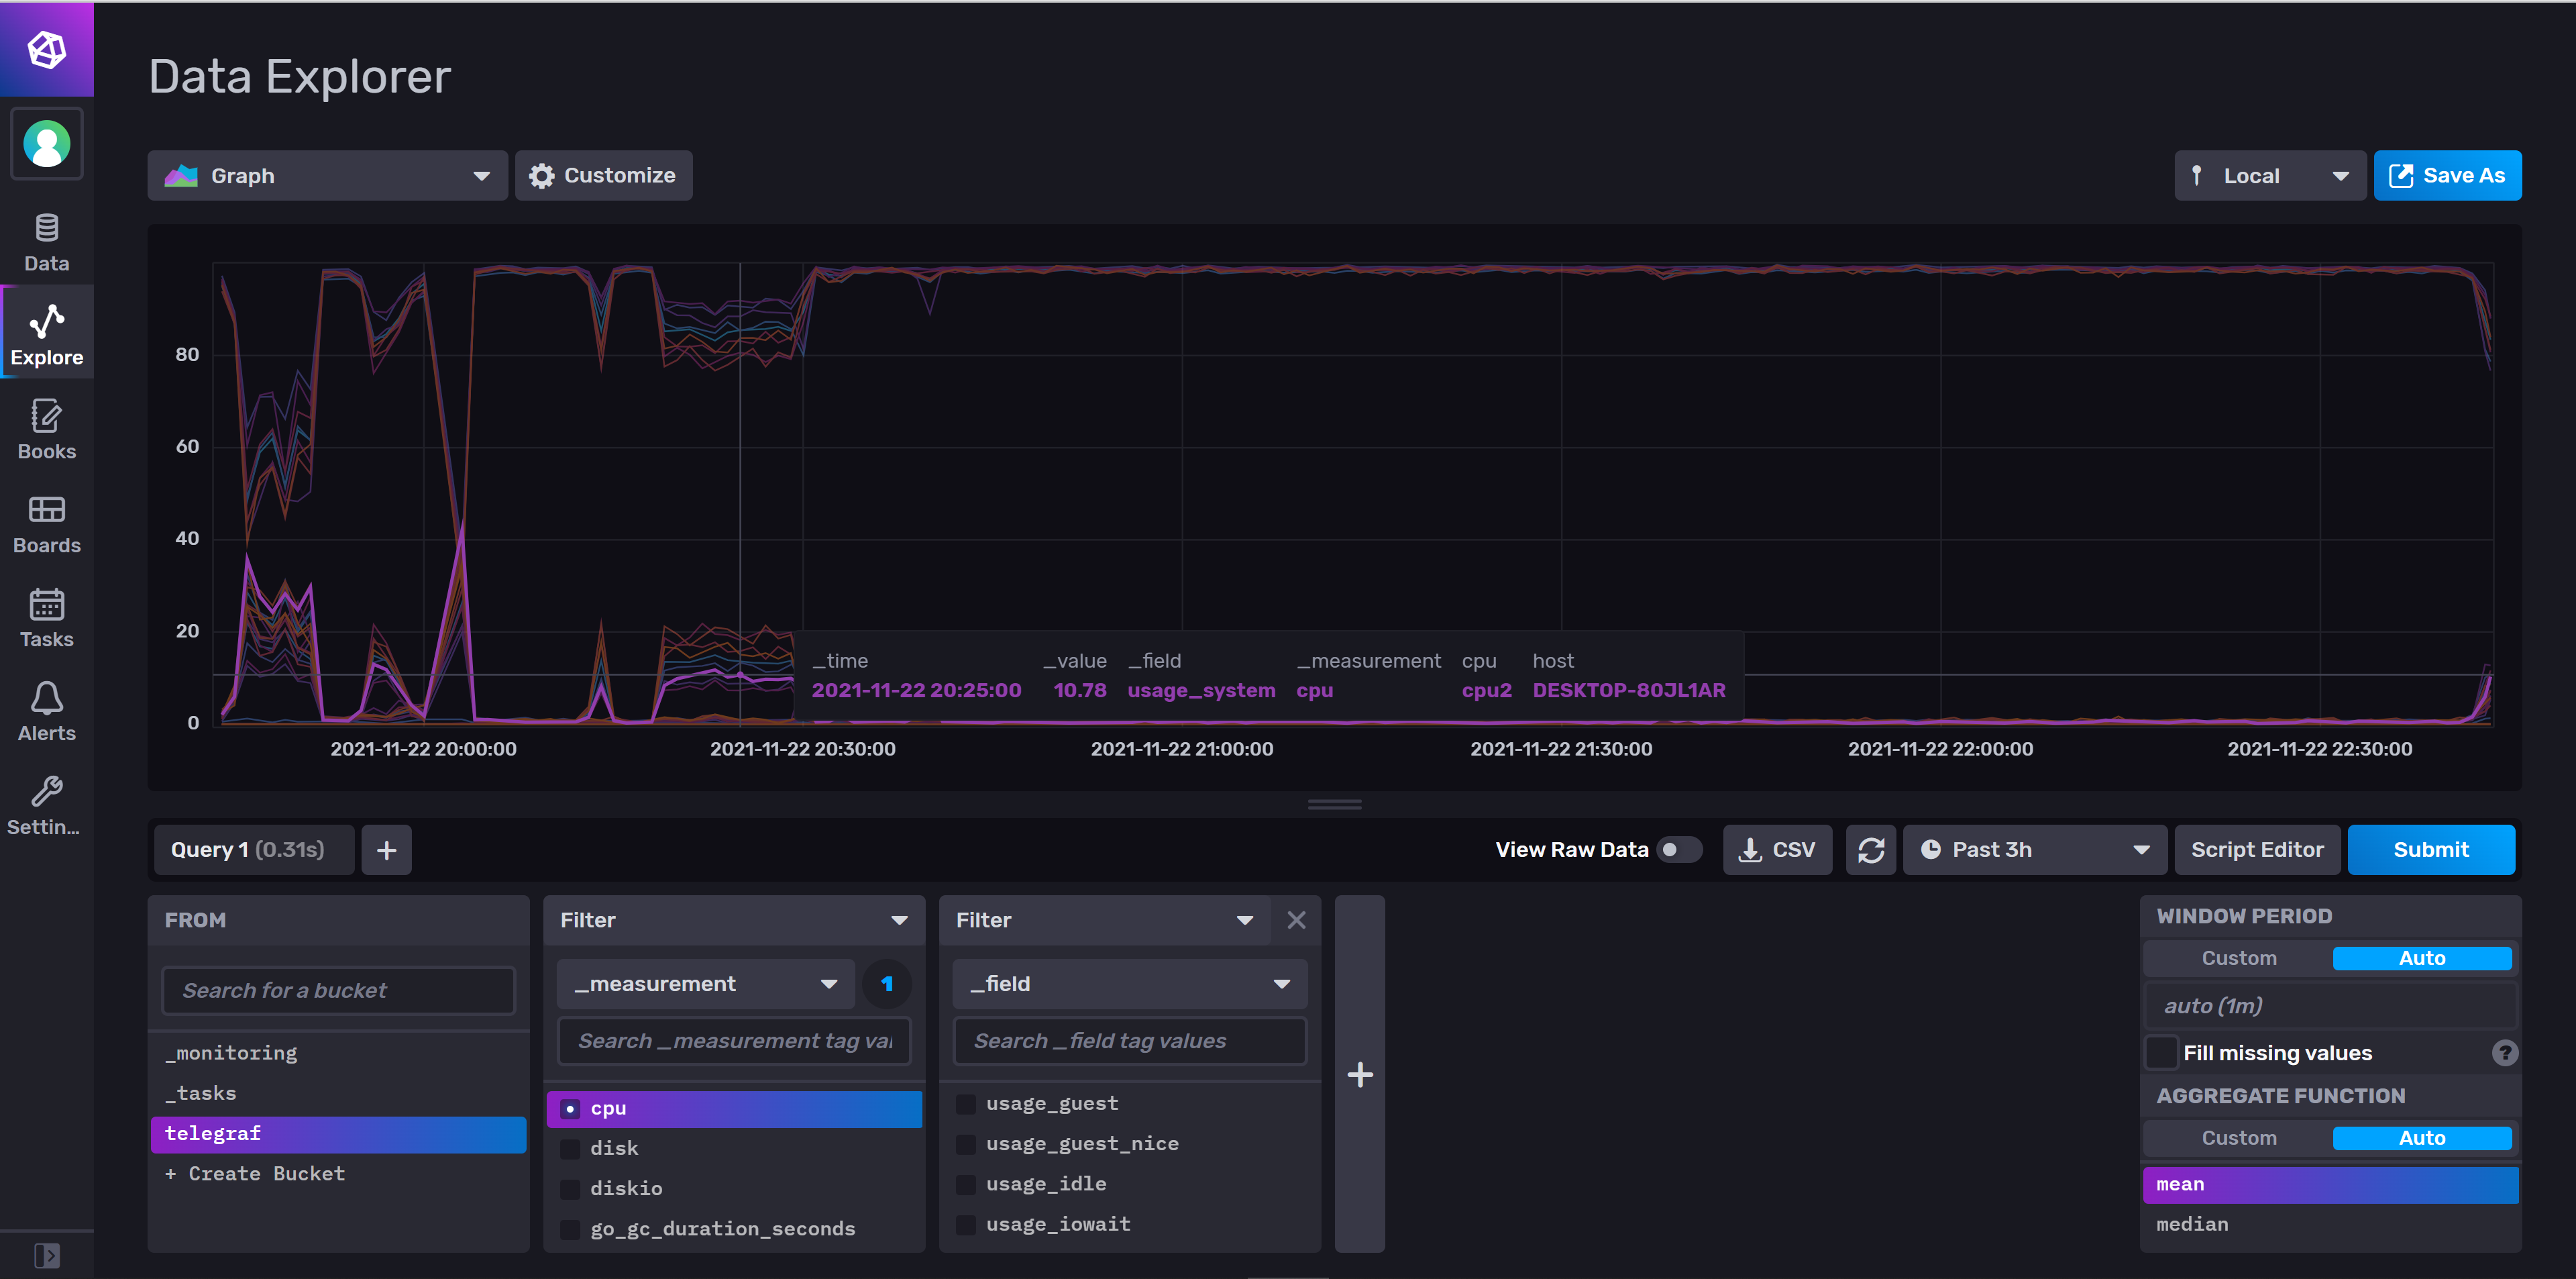 Data Explorer
Graph
Customize
Local
Save As
Data
Explore
Books
Boards
Tasks
Alerts
Settin...
80
60
40
20
0
_time _value _field _measurement cpu host
2021-11-22 20:25:00 10.78 usage_system cpu cpu2 DESKTOP-80JL1AR
2021-11-22 20:00:00 2021-11-22 20:30:00 2021-11-22 21:00:00 2021-11-22 21:30:00 2021-11-22 22:00:00 2021-11-22 22:30:00
Query 1 (0.31s)
+
View Raw Data
CSV
Past 3h
Script Editor
Submit
FROM
Search for a bucket
_monitoring
_tasks
telegraf
+ Create Bucket
Filter
_measurement
1
Search _measurement tag val
cpu
disk
diskio
go_gc_duration_seconds
Filter
_field
Search _field tag values
usage_guest
usage_guest_nice
usage_idle
usage_iowait
+
WINDOW PERIOD
Custom Auto
auto (1m)
Fill missing values ?
AGGREGATE FUNCTION
Custom Auto
mean
median